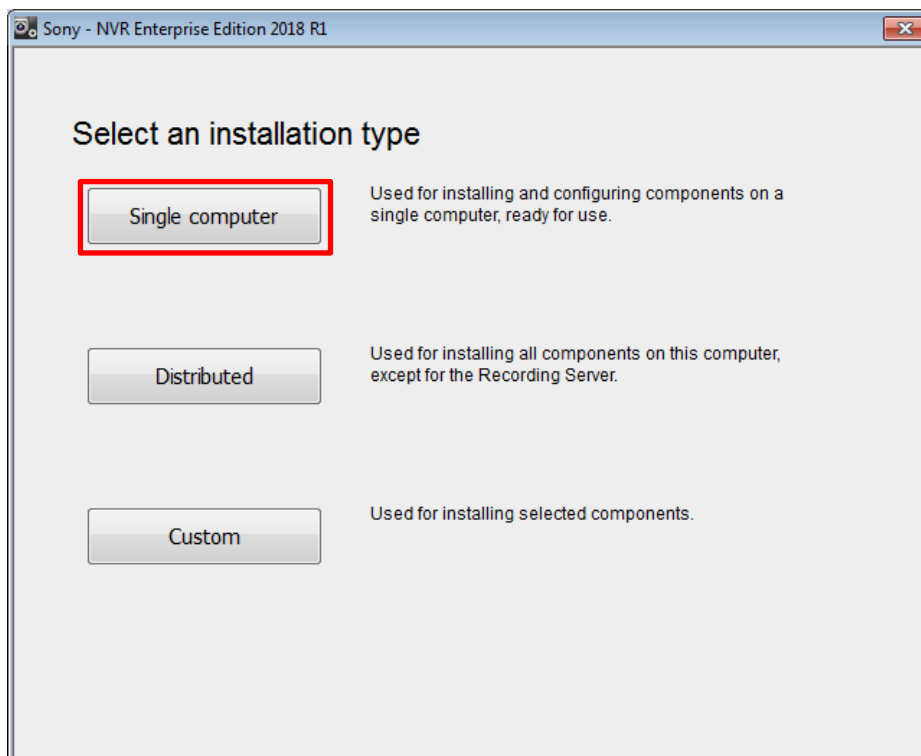 Sony - NVR Enterprise Edition 2018 R1
Select an installation type
Single computer
Used for installing and configuring components on a
single computer, ready for use.
Distributed
Used for installing all components on this computer,
except for the Recording Server.
Custom
Used for installing selected components.